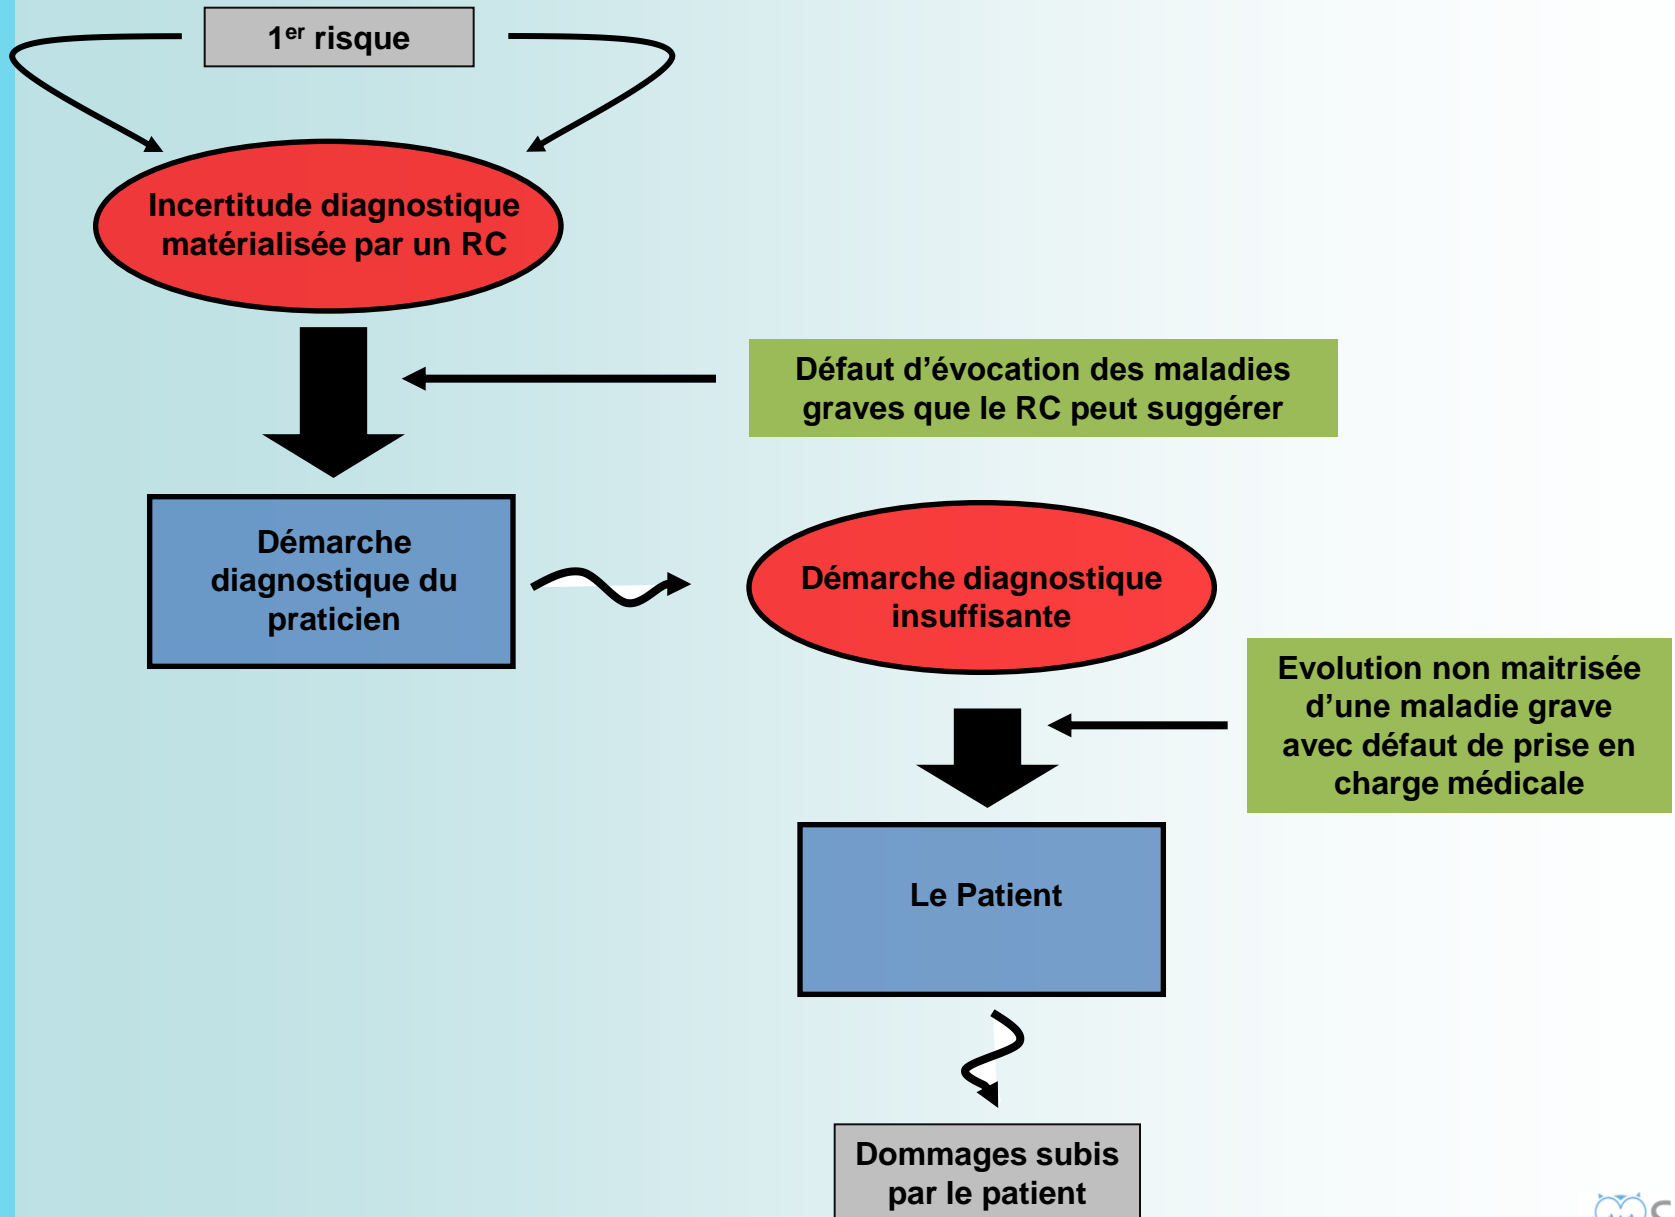 1er risque
Incertitude diagnostique
matérialisée par un RC
Défaut d’évocation des maladies
graves que le RC peut suggérer
Démarche
diagnostique du
praticien
Démarche diagnostique
insuffisante
Evolution non maitrisée
d’une maladie grave
avec défaut de prise en
charge médicale
Le Patient
Dommages subis
par le patient